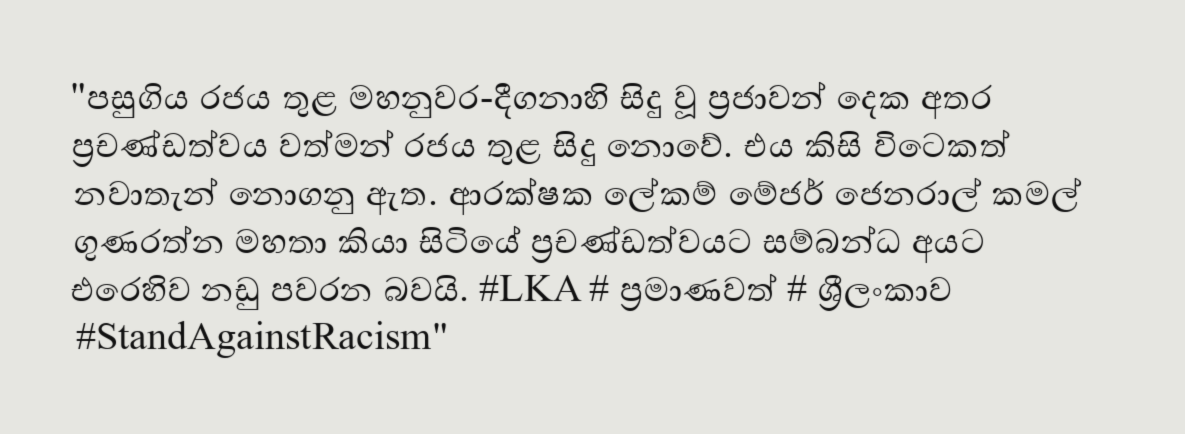 "පසුගිය රජය තුළ මහනුවර-දීගනාහි සිදු වූ ප්‍රජාවන් දෙක අතර
ප්‍රචණ්ඩත්වය වත්මන් රජය තුළ සිදු නොවේ. එය කිසි විටෙකත්
නවාතැන් නොගනු ඇත. ආරක්ෂක ලේකම් මේජර් ජෙනරාල් කමල්
ගුණරත්න මහතා කියා සිටියේ ප්‍රචණ්ඩත්වයට සම්බන්ධ අයට
එරෙහිව නඩු පවරන බවයි. #LKA # ප්‍රමාණවත් # ශ්‍රීලංකාව
#StandAgainstRacism"